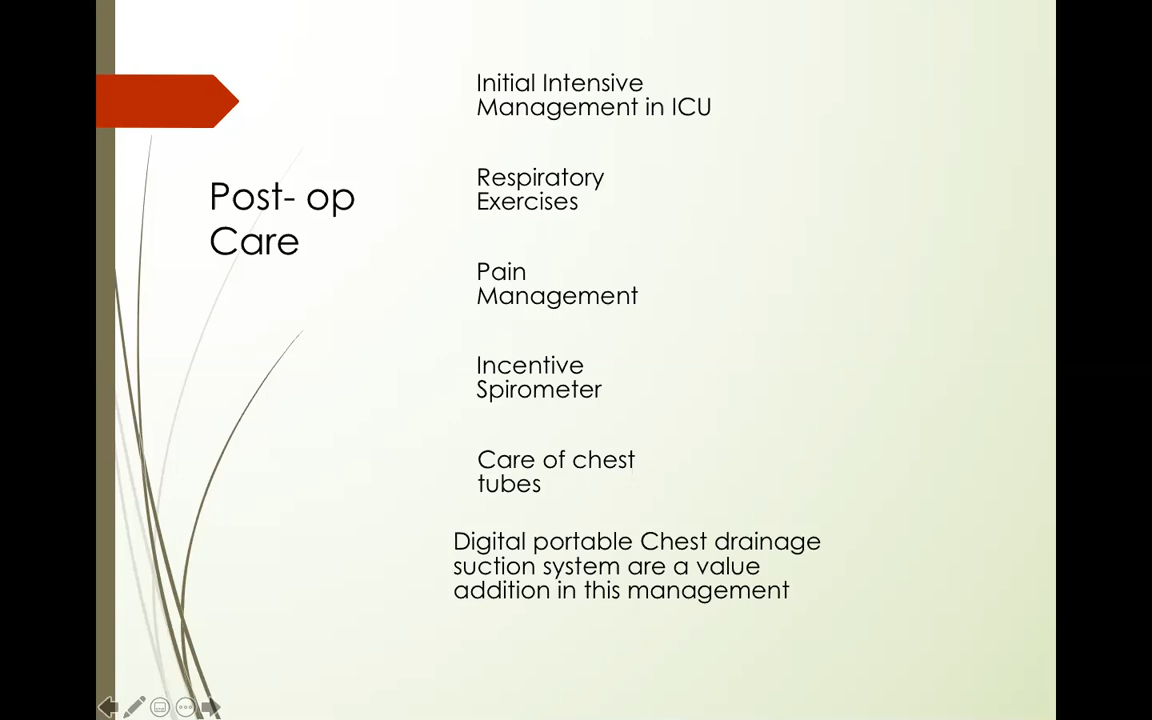 Post- op
Care
Initial Intensive
Management in ICU
Respiratory
Exercises
Pain
Management
Incentive
Spirometer
Care of chest
tubes
Digital portable Chest drainage
suction system are a value
addition in this management